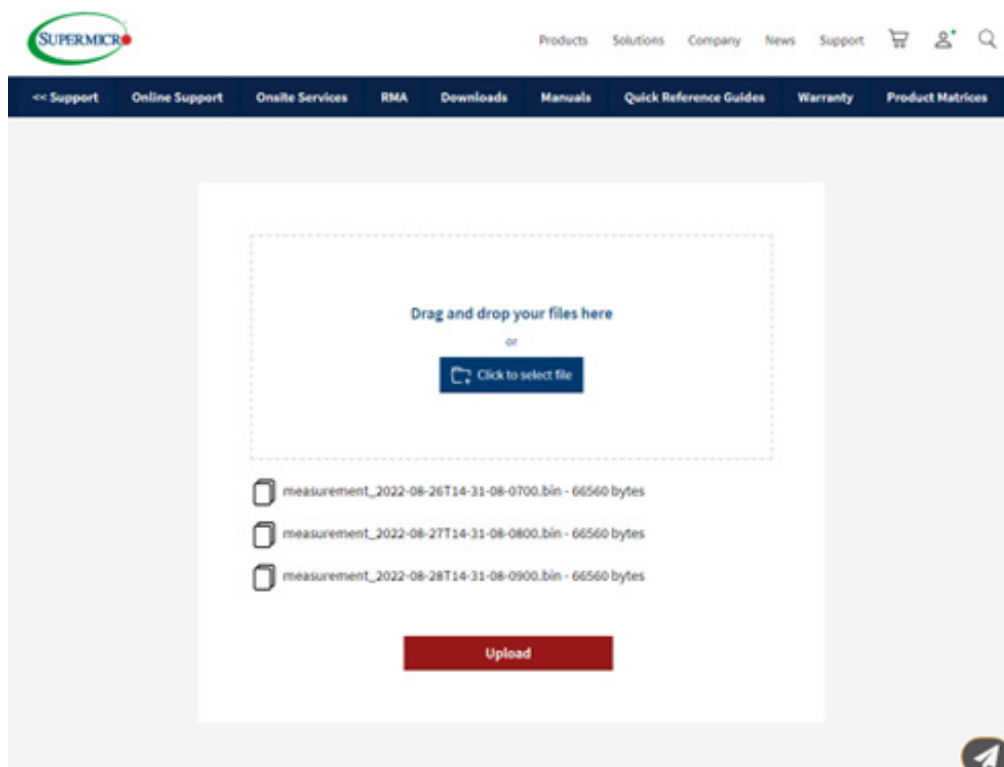 SUPERMICRO
Products Solutions Company News Support
<< Support Online Support Onsite Services RMA Downloads Manuals Quick Reference Guides Warranty Product Matrices
Drag and drop your files here
or
Click to select file
measurement_2022-08-26T14-31-08-0700.bin - 66560 bytes
measurement_2022-08-27T14-31-08-0800.bin - 66560 bytes
measurement_2022-08-28T14-31-08-0900.bin - 66560 bytes
Upload